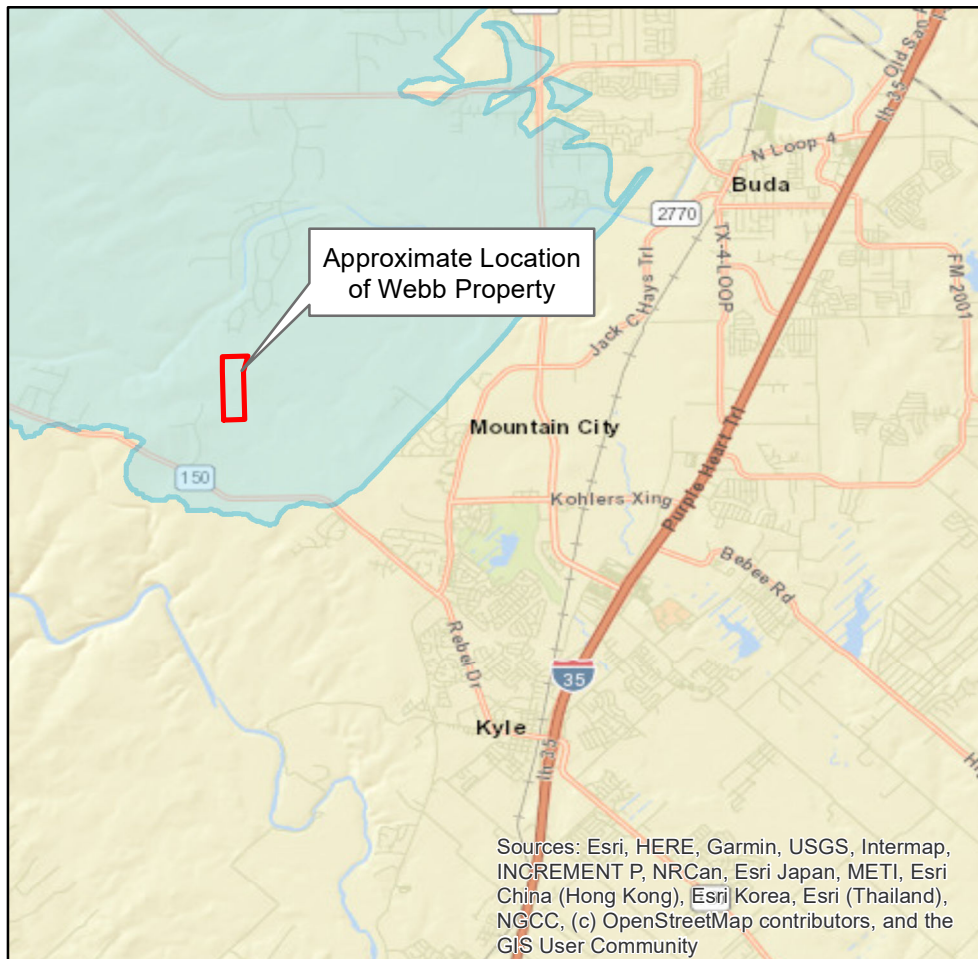 Ih 35
Old San
N Loop 4
Buda
2770
TX-4 LOOP
FM 2001
Approximate Location
of Webb Property
Jack C Hays Trl
Mountain City
150
Kohlers Xing
Purple Heart Trl
Bebee Rd
Rebel Dr
35
Kyle
Ih 35
Sources: Esri, HERE, Garmin, USGS, Intermap,
INCREMENT P, NRCan, Esri Japan, METI, Esri
China (Hong Kong), Esri Korea, Esri (Thailand),
NGCC, (c) OpenStreetMap contributors, and the
GIS User Community